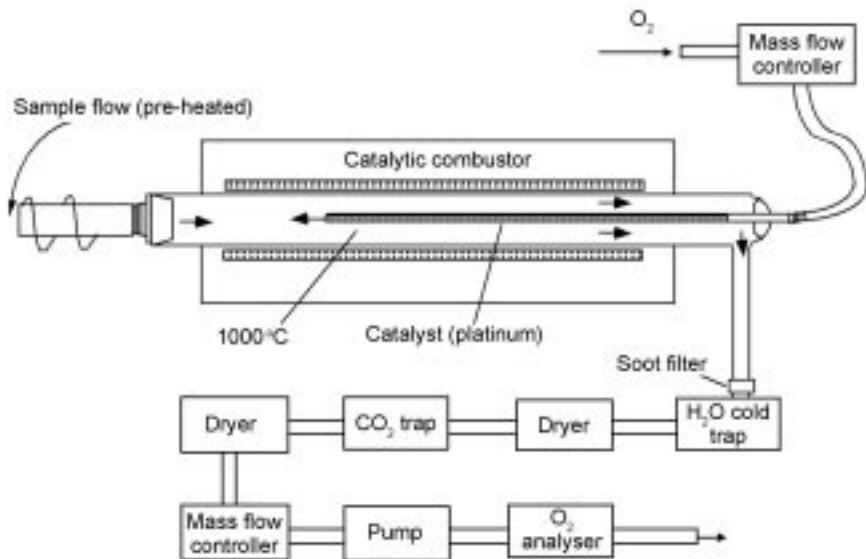 O2
Mass flow
controller
Sample flow (pre-heated)
Catalytic combustor
1000°C
Catalyst (platinum)
Soot filter
Dryer
CO2 trap
Dryer
H2O cold
trap
Mass flow
controller
Pump
O2
analyser